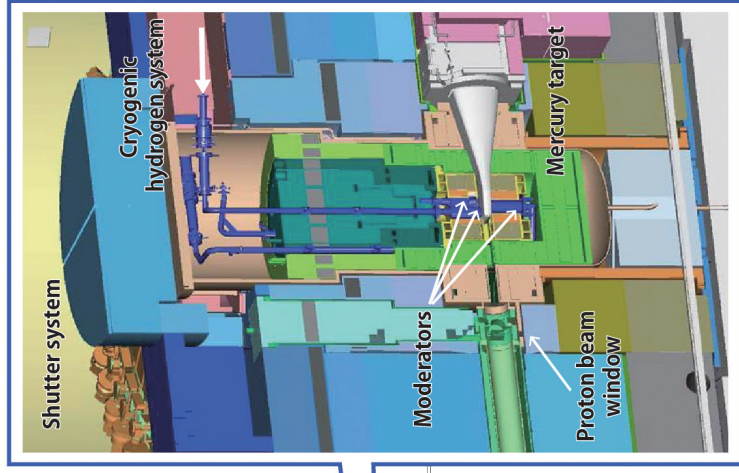 Shutter system
Cryogenic
hydrogen system
Moderators
Mercury target
Proton beam
window